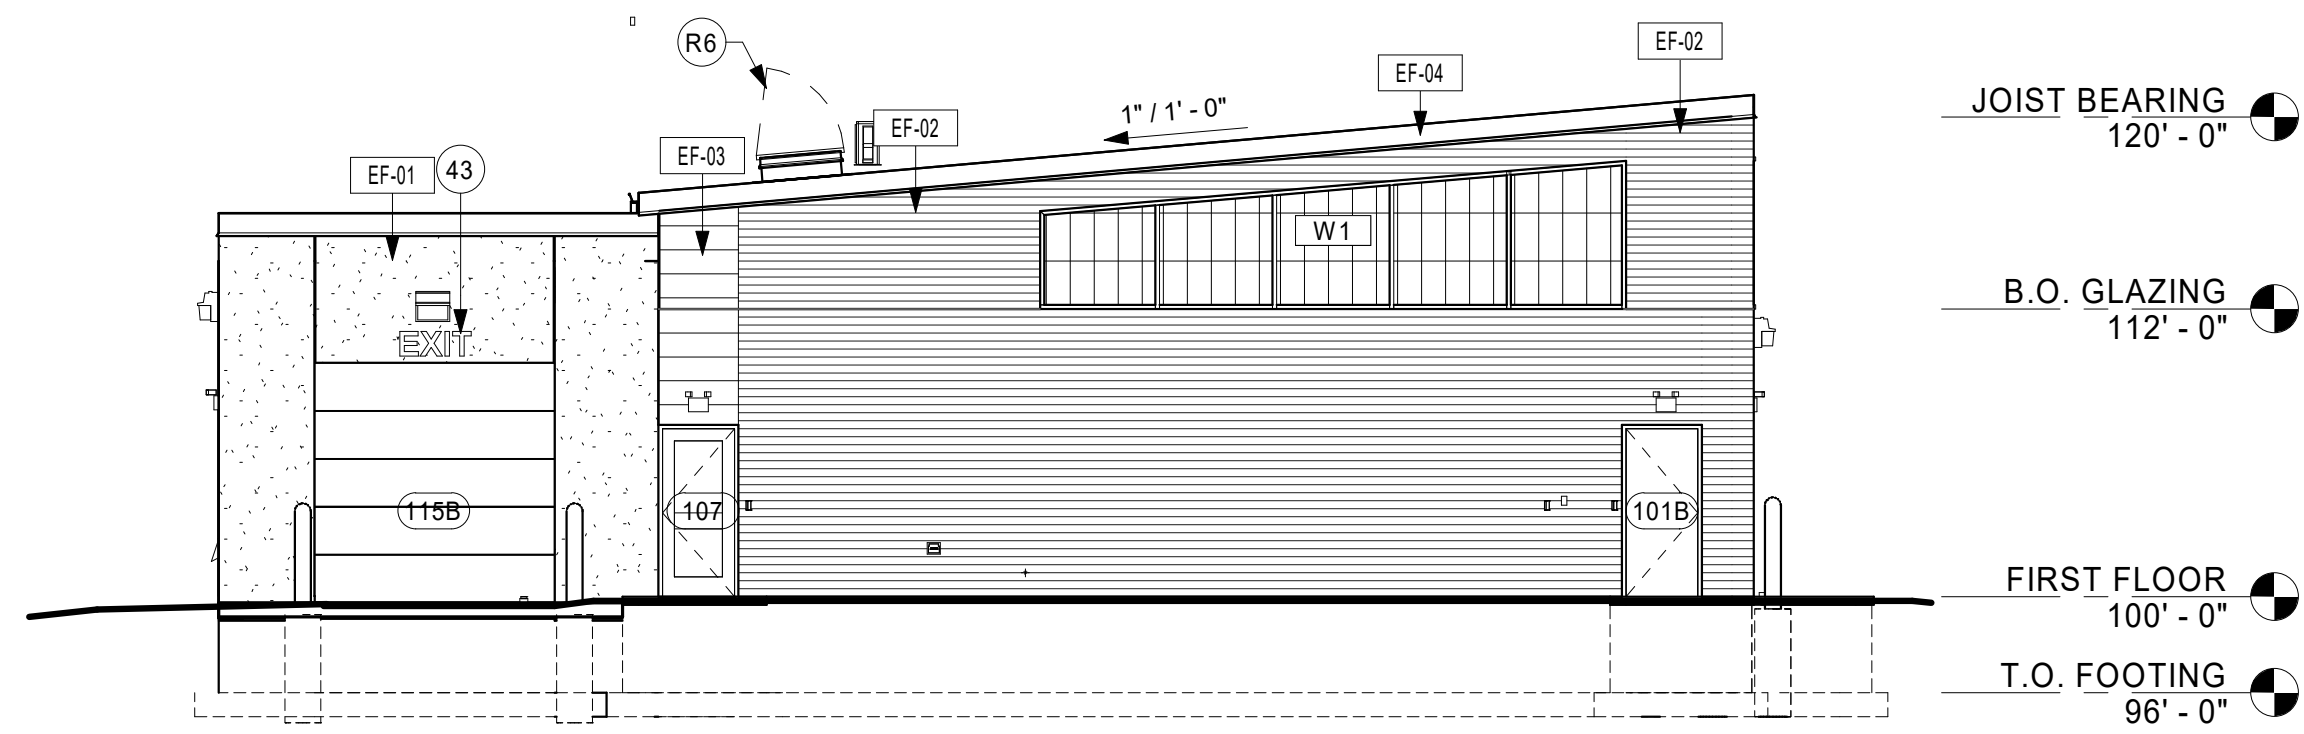 R6
EF-02
EF-04
JOIST BEARING
120' - 0"
1" / 1' - 0"
EF-02
EF-03
EF-01
43
W1
B.O. GLAZING
112' - 0"
EXIT
115B
107
101B
FIRST FLOOR
100' - 0"
T.O. FOOTING
96' - 0"